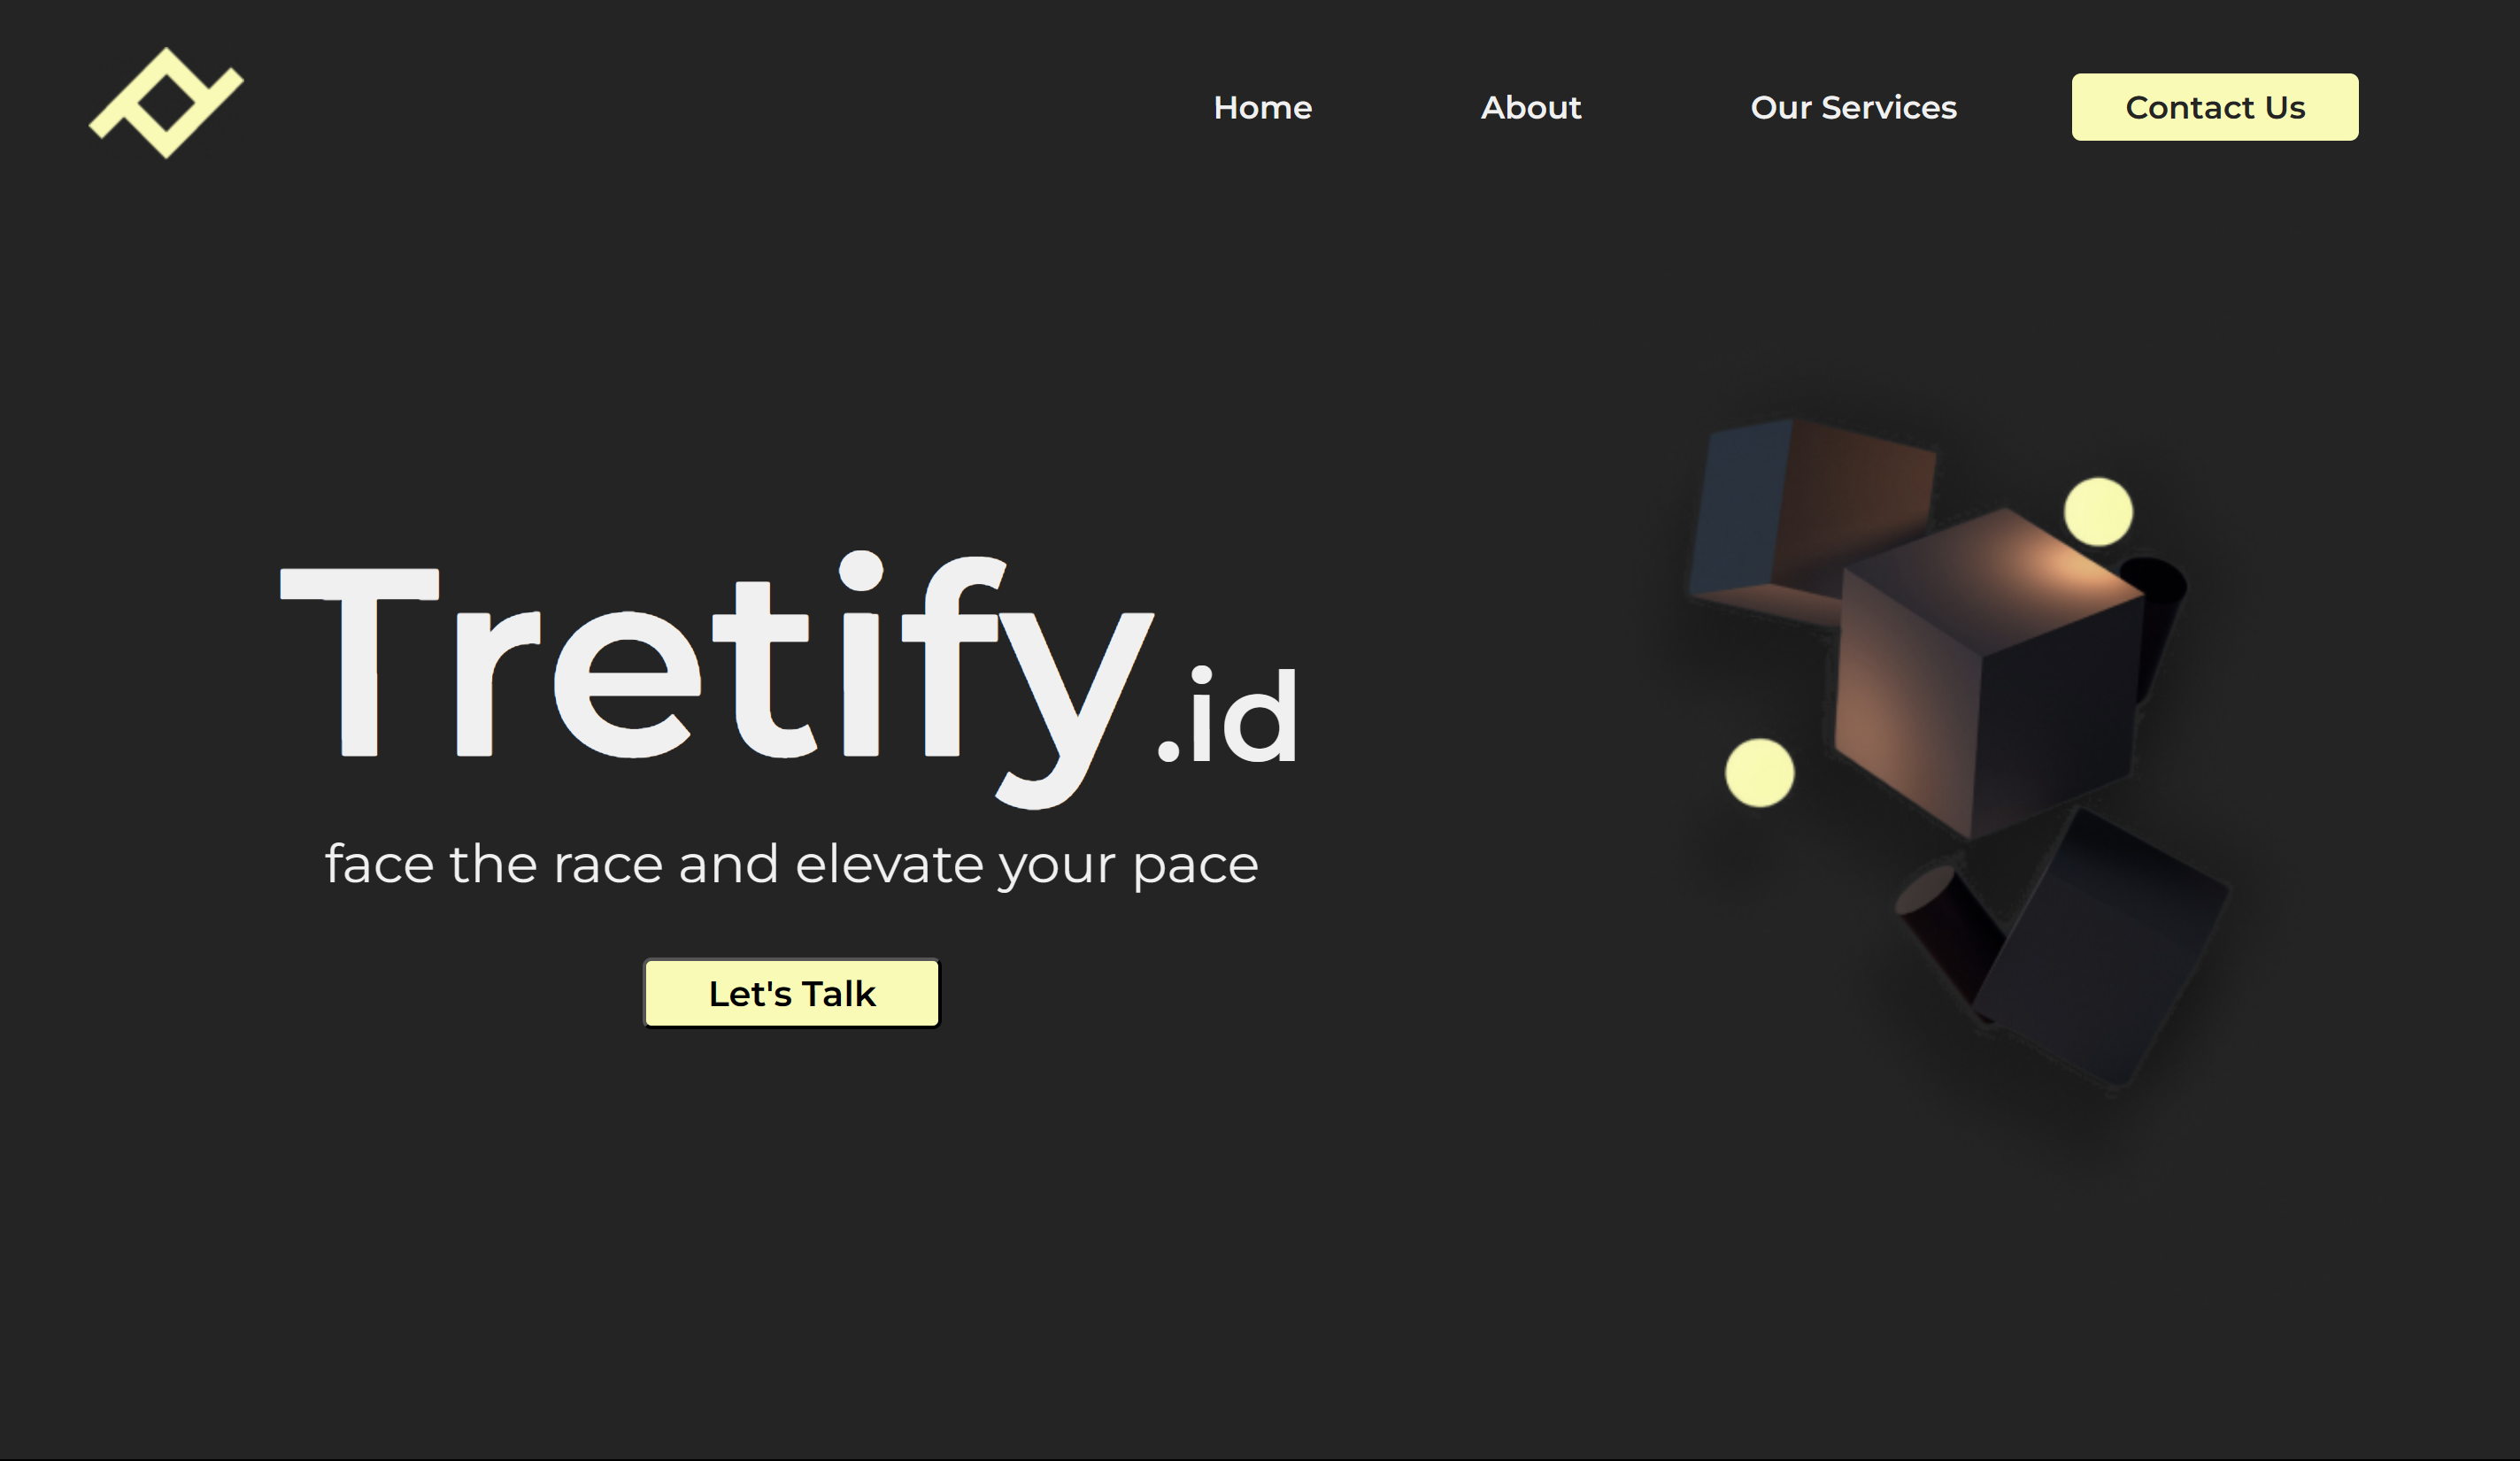 Home About Our Services Contact Us
Tretify.id
face the race and elevate your pace
Let's Talk